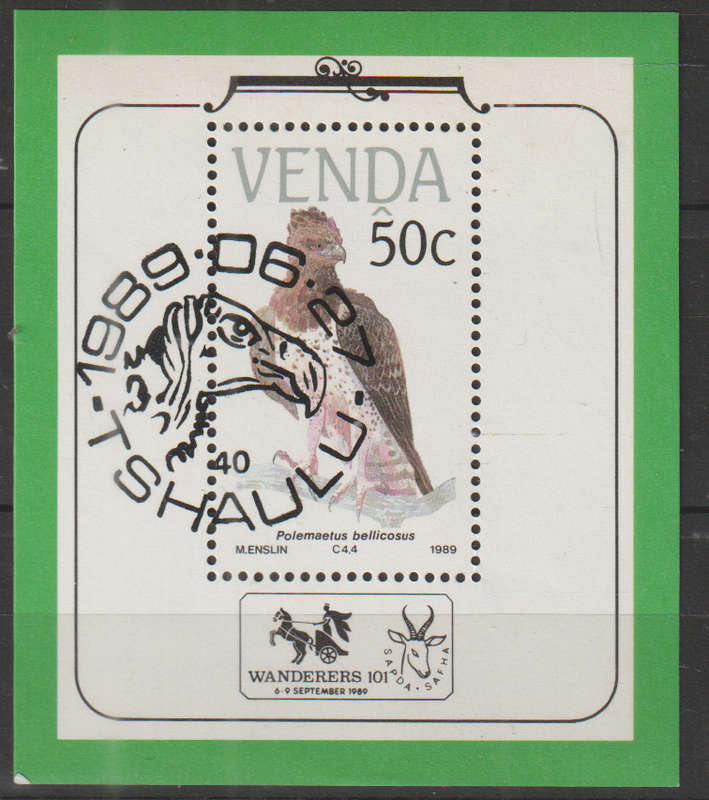 VENDA
50c
TSHAULU-1989·06·27-
40
Polemaetus bellicosus
M.ENSLIN C4,4 1989
WANDERERS 101
6-9 SEPTEMBER 1989
SAPDA · SAFHA